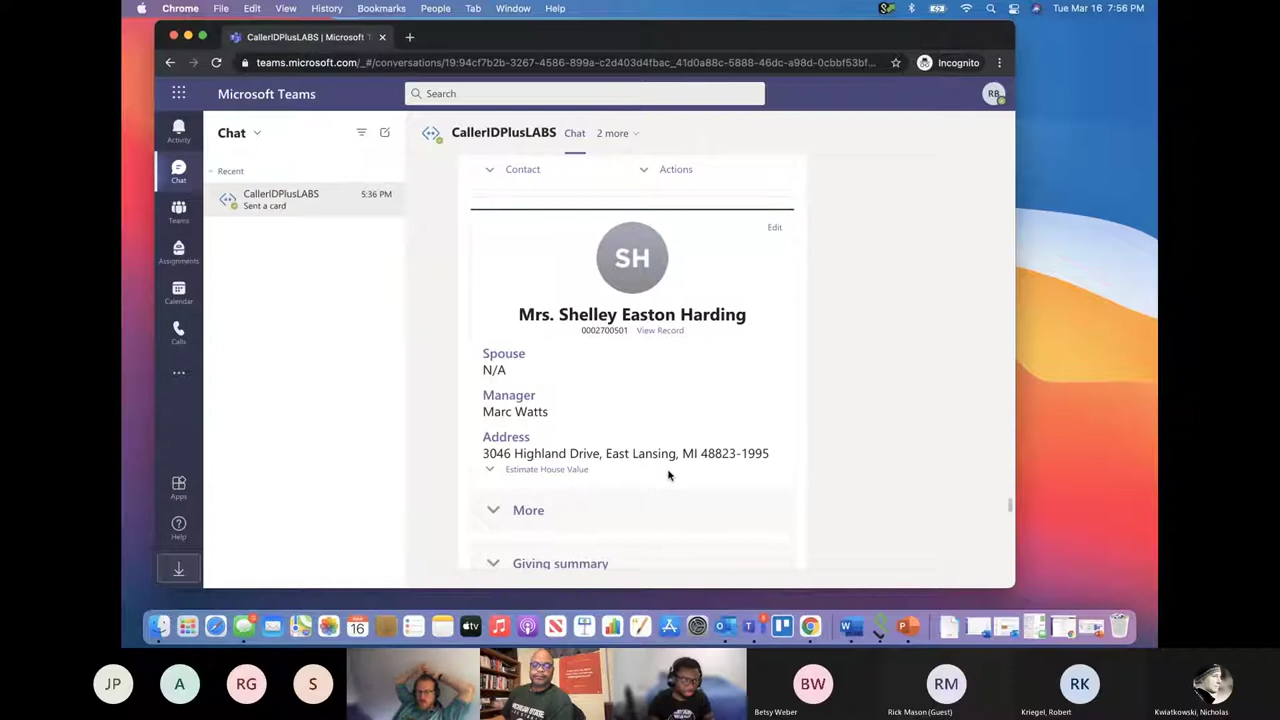 Chrome File Edit View History Bookmarks People Tab Window Help Tue Mar 16 7:56 PM
CallerIDPlusLABS | Microsoft T
teams.microsoft.com/_#/conversations/19:94cf7b2b-3267-4586-899a-c2d403d4fbac_41d0a88c-5888-46dc-a98d-0cbbf53bf... Incognito
Microsoft Teams Search RB
Activity
Chat
Teams
Assignments
Calendar
Calls
Apps
Help
Chat
Recent
CallerIDPlusLABS 5:36 PM
Sent a card
CallerIDPlusLABS Chat 2 more
Contact Actions
Edit
SH
Mrs. Shelley Easton Harding
0002700501 View Record
Spouse
N/A
Manager
Marc Watts
Address
3046 Highland Drive, East Lansing, MI 48823-1995
Estimate House Value
More
Giving summary
JP A RG S BW RM RK
Betsy Weber Rick Mason (Guest) Kriegel, Robert Kwiatkowski, Nicholas